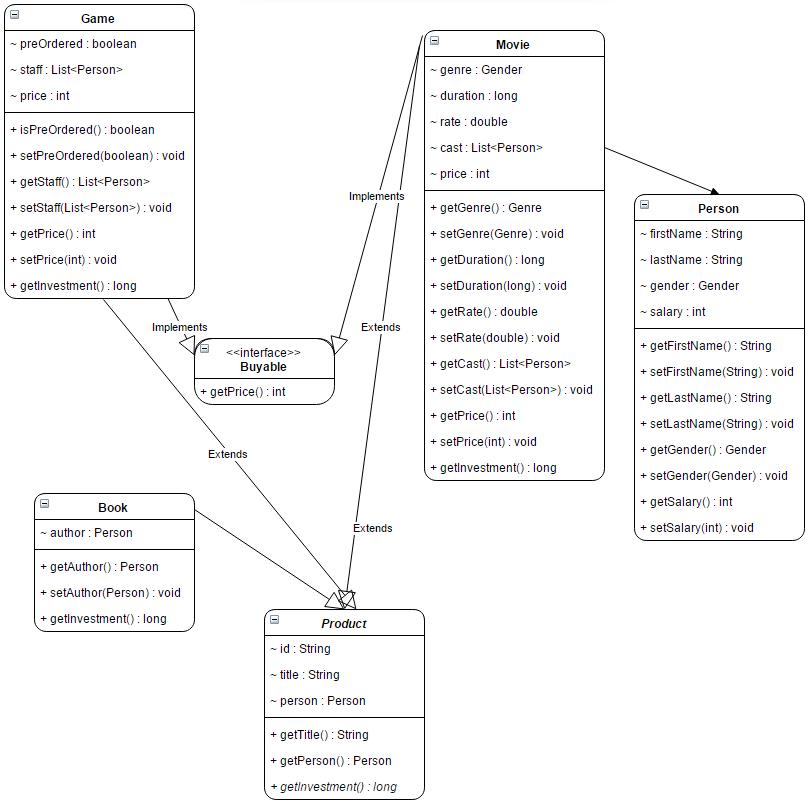 Game
~ preOrdered : boolean
~ staff : List<Person>
~ price : int
+ isPreOrdered() : boolean
+ setPreOrdered(boolean) : void
+ getStaff() : List<Person>
+ setStaff(List<Person>) : void
+ getPrice() : int
+ setPrice(int) : void
+ getInvestment() : long
Movie
~ genre : Gender
~ duration : long
~ rate : double
~ cast : List<Person>
~ price : int
+ getGenre() : Genre
+ setGenre(Genre) : void
+ getDuration() : long
+ setDuration(long) : void
+ getRate() : double
+ setRate(double) : void
+ getCast() : List<Person>
+ setCast(List<Person>) : void
+ getPrice() : int
+ setPrice(int) : void
+ getInvestment() : long
Person
~ firstName : String
~ lastName : String
~ gender : Gender
~ salary : int
+ getFirstName() : String
+ setFirstName(String) : void
+ getLastName() : String
+ setLastName(String) : void
+ getGender() : Gender
+ setGender(Gender) : void
+ getSalary() : int
+ setSalary(int) : void
Implements
Implements
Extends
<<interface>>
Buyable
+ getPrice() : int
Extends
Extends
Book
~ author : Person
+ getAuthor() : Person
+ setAuthor(Person) : void
+ getInvestment() : long
Product
~ id : String
~ title : String
~ person : Person
+ getTitle() : String
+ getPerson() : Person
+ getInvestment() : long